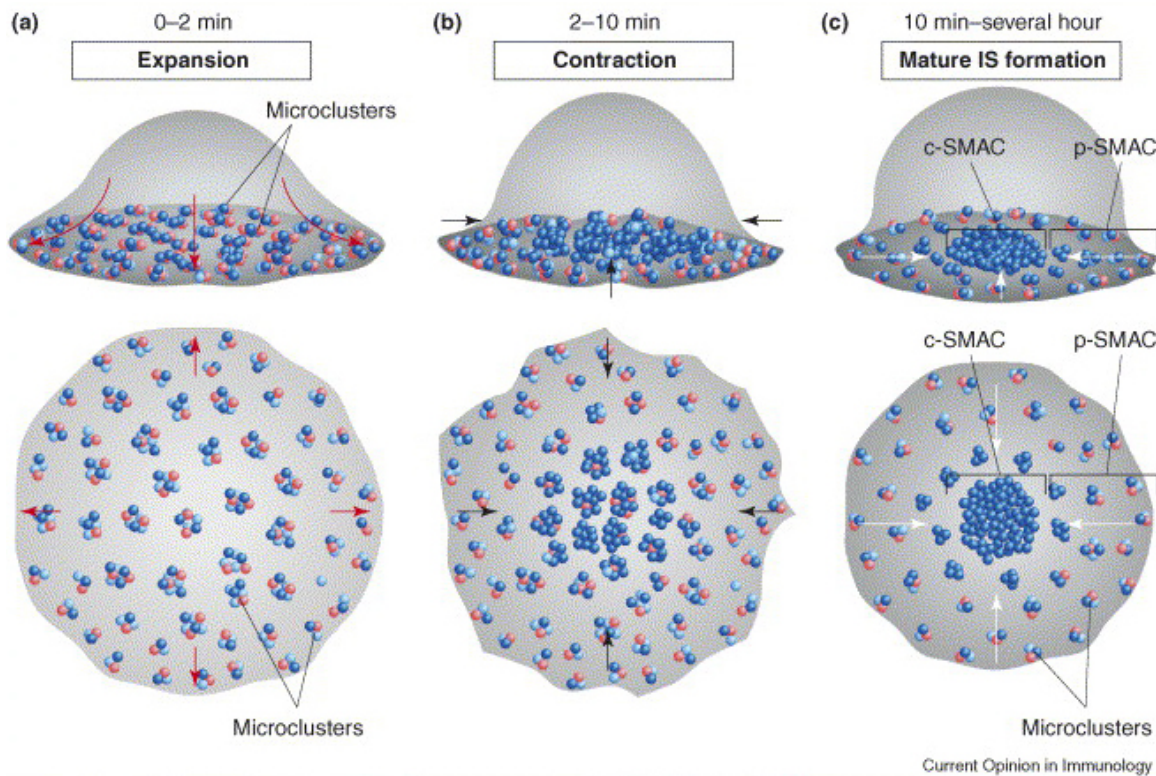 (a)
0–2 min
Expansion
Microclusters
Microclusters
(b)
2–10 min
Contraction
(c)
10 min–several hour
Mature IS formation
c-SMAC
p-SMAC
c-SMAC
p-SMAC
Microclusters
Current Opinion in Immunology